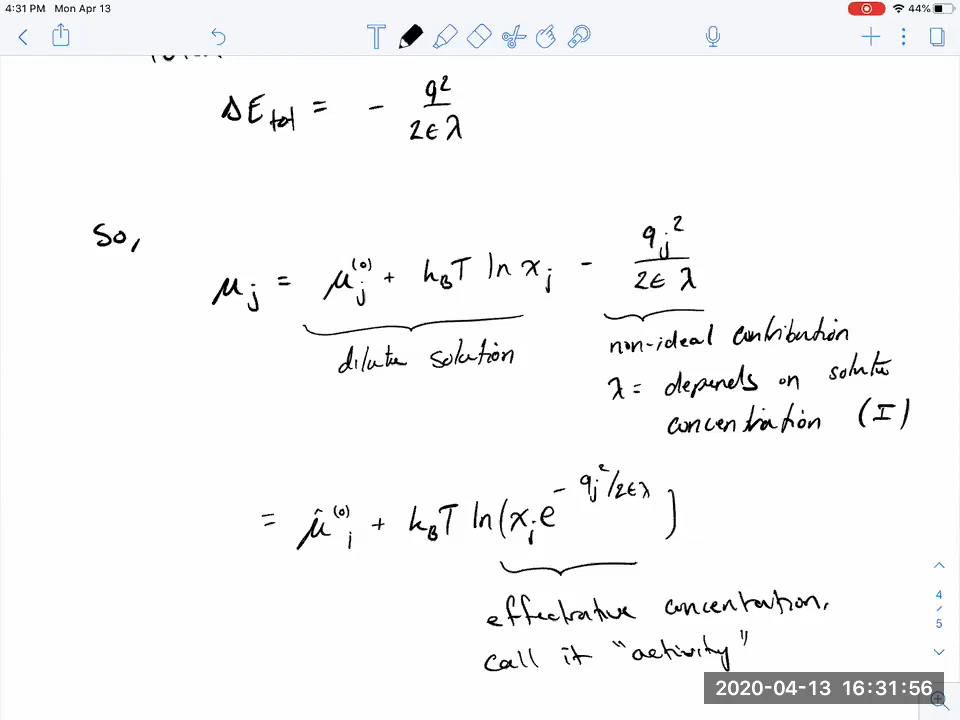 4:31 PM Mon Apr 13
44%
ΔE_tot = - q²/2ελ
So,
μ_j = μ_j^(0) + k_B T ln x_j - q_j²/2ελ
dilute solution
non-ideal contribution
λ = depends on solute
concentration (I)
= μ̂_j^(0) + k_B T ln(x_j e^(-q_j²/2ελ))
effective concentration,
call it "activity"
4
/
5
2020-04-13 16:31:56